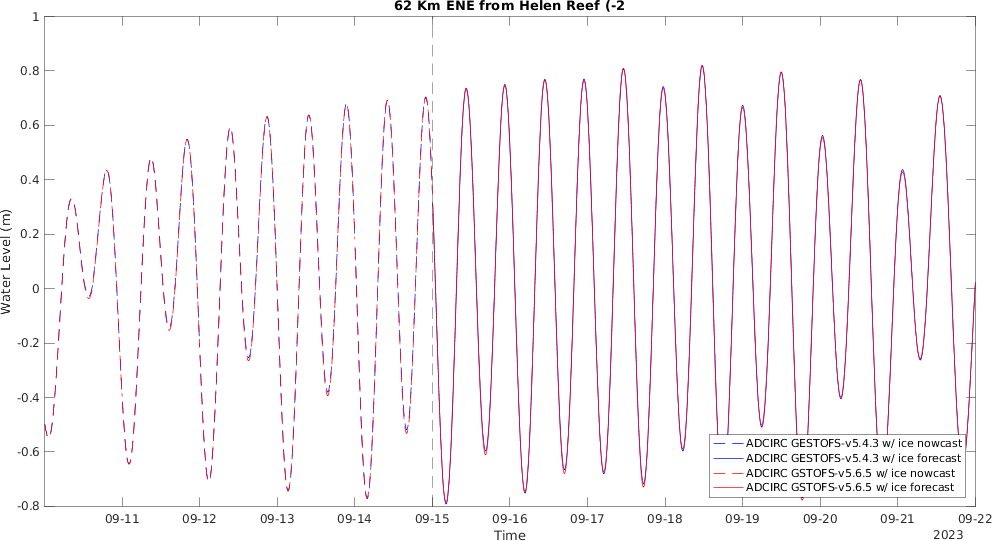 62 Km ENE from Helen Reef (-2
Water Level (m)
1
0.8
0.6
0.4
0.2
0
-0.2
-0.4
-0.6
-0.8
ADCIRC GESTOFS-v5.4.3 w/ ice nowcast
ADCIRC GESTOFS-v5.4.3 w/ ice forecast
ADCIRC GSTOFS-v5.6.5 w/ ice nowcast
ADCIRC GSTOFS-v5.6.5 w/ ice forecast
09-11 09-12 09-13 09-14 09-15 09-16 09-17 09-18 09-19 09-20 09-21 09-22
Time
2023